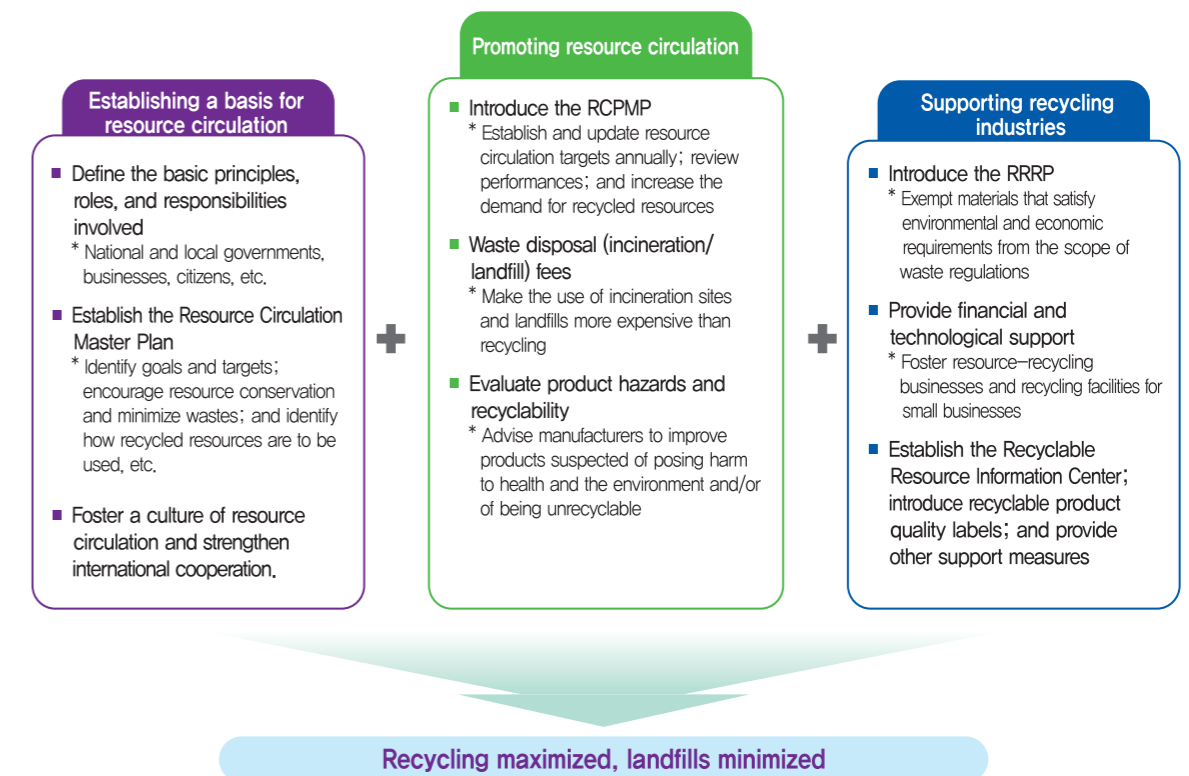 Establishing a basis for
resource circulation
■ Define the basic principles,
roles, and responsibilities
involved
* National and local governments,
businesses, citizens, etc.
■ Establish the Resource Circulation
Master Plan
* Identify goals and targets;
encourage resource conservation
and minimize wastes; and identify
how recycled resources are to be
used, etc.
■ Foster a culture of resource
circulation and strengthen
international cooperation.
Promoting resource circulation
■ Introduce the RCPMP
* Establish and update resource
circulation targets annually; review
performances; and increase the
demand for recycled resources
■ Waste disposal (incineration/
landfill) fees
* Make the use of incineration sites
and landfills more expensive than
recycling
■ Evaluate product hazards and
recyclability
* Advise manufacturers to improve
products suspected of posing harm
to health and the environment and/or
of being unrecyclable
Supporting recycling
industries
■ Introduce the RRRP
* Exempt materials that satisfy
environmental and economic
requirements from the scope of
waste regulations
■ Provide financial and
technological support
* Foster resource-recycling
businesses and recycling facilities for
small businesses
■ Establish the Recyclable
Resource Information Center;
introduce recyclable product
quality labels; and provide
other support measures
Recycling maximized, landfills minimized